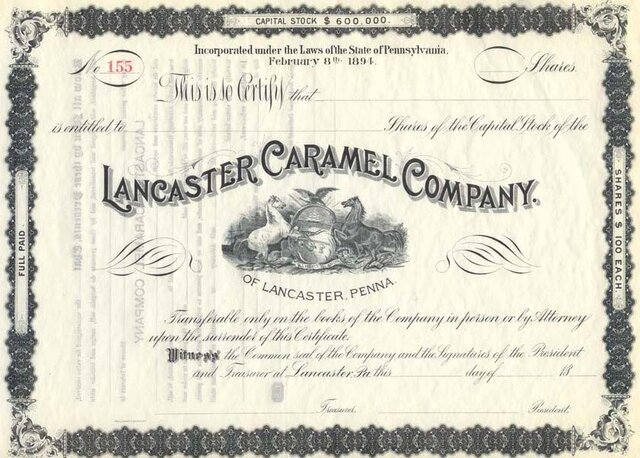 CAPITAL STOCK $ 600,000.
Incorporated under the Laws of the State of Pennsylvania,
February 8th 1894.
No 155
Shares.
This is to Certify that
is entitled to Shares of the Capital Stock of the
LANCASTER CARAMEL COMPANY.
OF LANCASTER, PENNA.
FULL PAID.
SHARES $ 100 EACH.
Transferable only on the books of the Company in person or by Attorney
upon the surrender of this Certificate.
Witness the Common seal of the Company and the Signatures of the President
and Treasurer at Lancaster, Pa. this day of 18
Treasurer. President.